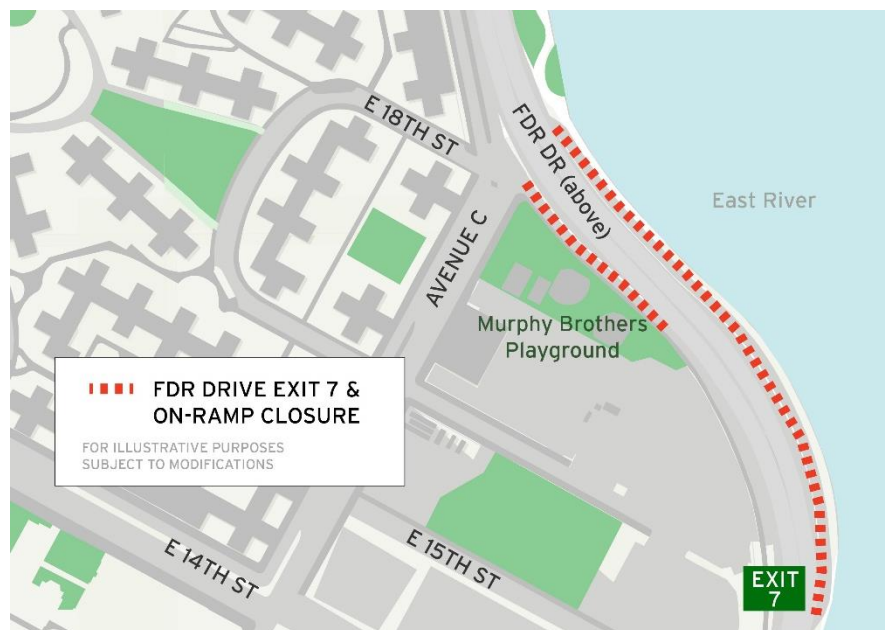 E 18TH ST
FDR DR (above)
East River
AVENUE C
Murphy Brothers
Playground
FDR DRIVE EXIT 7 &
ON-RAMP CLOSURE
FOR ILLUSTRATIVE PURPOSES
SUBJECT TO MODIFICATIONS
E 14TH ST
E 15TH ST
EXIT
7